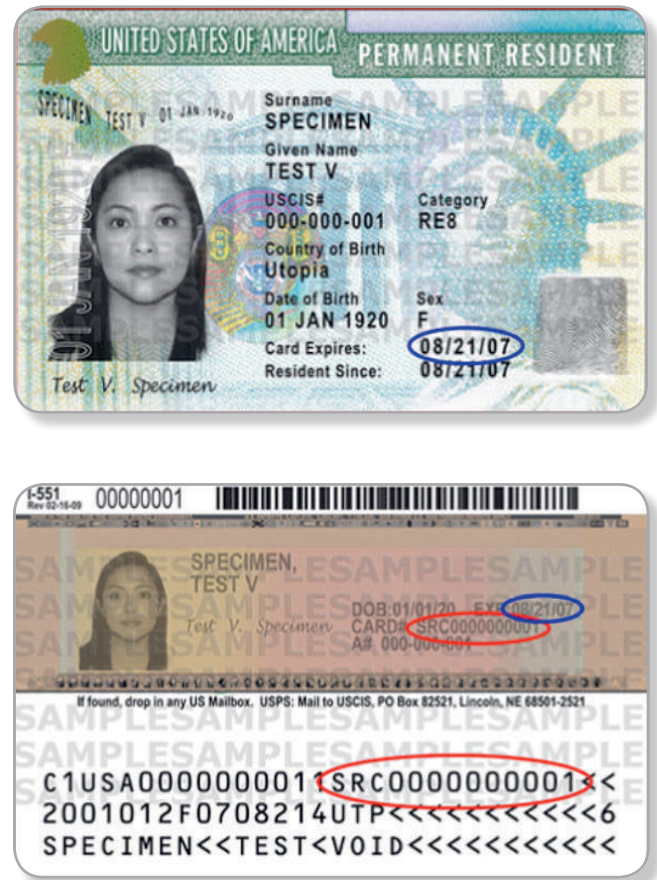 UNITED STATES OF AMERICA
PERMANENT RESIDENT
SPECIMEN TEST V 01 JAN 1920
Surname
SPECIMEN
Given Name
TEST V
USCIS# Category
000-000-001 RE8
Country of Birth
Utopia
Date of Birth Sex
01 JAN 1920 F
Card Expires: 08/21/07
Resident Since: 08/21/07
Test V. Specimen
01 JAN 1920
I-551 00000001
Rev 02-16-09
SPECIMEN,
TEST V
DOB:01/01/20 EXP:08/21/07
Test V. Specimen CARD# SRC0000000001
A# 000-000-001
If found, drop in any US Mailbox. USPS: Mail to USCIS, PO Box 82521, Lincoln, NE 68501-2521
SAMPLESAMPLESAMPLESAMPLE
C1USA0000000011SRC0000000001<<
2001012F0708214UTP<<<<<<<<<<<6
SPECIMEN<<TEST<VOID<<<<<<<<<<<